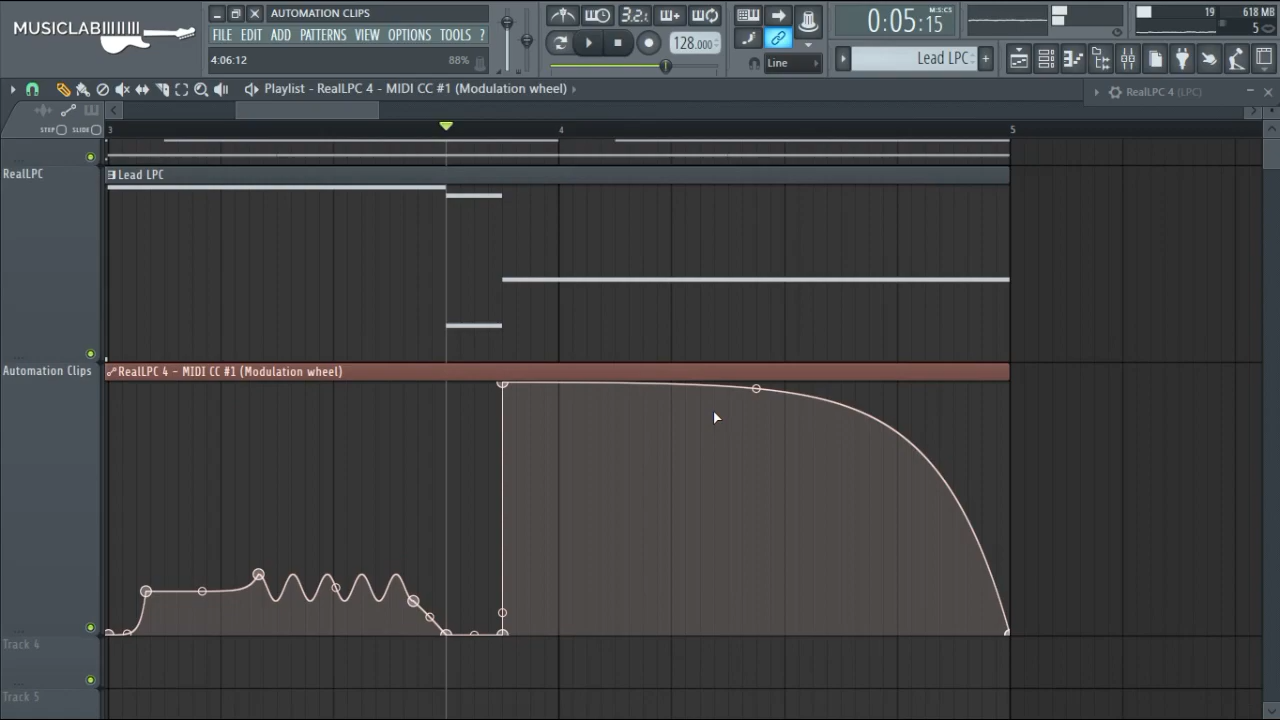 MUSICLAB
AUTOMATION CLIPS
FILE EDIT ADD PATTERNS VIEW OPTIONS TOOLS ?
4:06:12 88%
3.2:
128.000
Line
0:05:15
M:S:CS
Lead LPC
19 618 MB
5
Playlist - RealLPC 4 - MIDI CC #1 (Modulation wheel)
RealLPC 4 (LPC)
STEP SLIDE
3 4 5
RealLPC
Lead LPC
Automation Clips
RealLPC 4 - MIDI CC #1 (Modulation wheel)
Track 4
Track 5